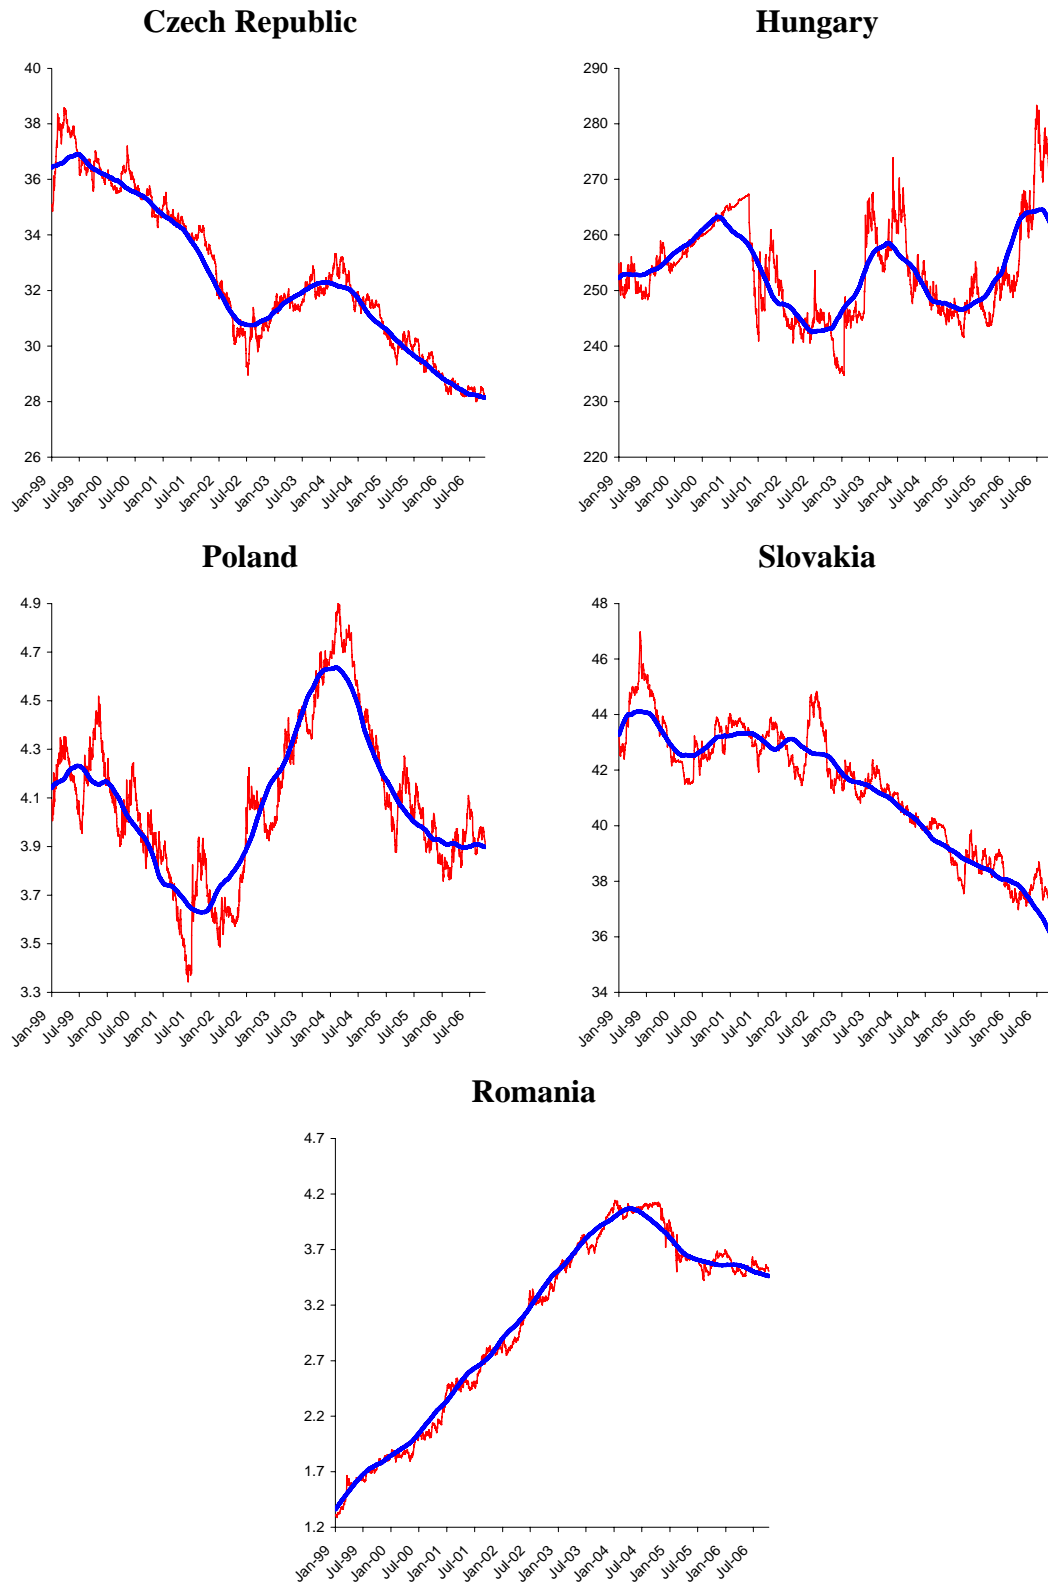 Czech Republic
40
38
36
34
32
30
28
26
Jan-99
Jul-99
Jan-00
Jul-00
Jan-01
Jul-01
Jan-02
Jul-02
Jan-03
Jul-03
Jan-04
Jul-04
Jan-05
Jul-05
Jan-06
Jul-06
Hungary
290
280
270
260
250
240
230
220
Jan-99
Jul-99
Jan-00
Jul-00
Jan-01
Jul-01
Jan-02
Jul-02
Jan-03
Jul-03
Jan-04
Jul-04
Jan-05
Jul-05
Jan-06
Jul-06
Poland
4.9
4.7
4.5
4.3
4.1
3.9
3.7
3.5
3.3
Jan-99
Jul-99
Jan-00
Jul-00
Jan-01
Jul-01
Jan-02
Jul-02
Jan-03
Jul-03
Jan-04
Jul-04
Jan-05
Jul-05
Jan-06
Jul-06
Slovakia
48
46
44
42
40
38
36
34
Jan-99
Jul-99
Jan-00
Jul-00
Jan-01
Jul-01
Jan-02
Jul-02
Jan-03
Jul-03
Jan-04
Jul-04
Jan-05
Jul-05
Jan-06
Jul-06
Romania
4.7
4.2
3.7
3.2
2.7
2.2
1.7
1.2
Jan-99
Jul-99
Jan-00
Jul-00
Jan-01
Jul-01
Jan-02
Jul-02
Jan-03
Jul-03
Jan-04
Jul-04
Jan-05
Jul-05
Jan-06
Jul-06